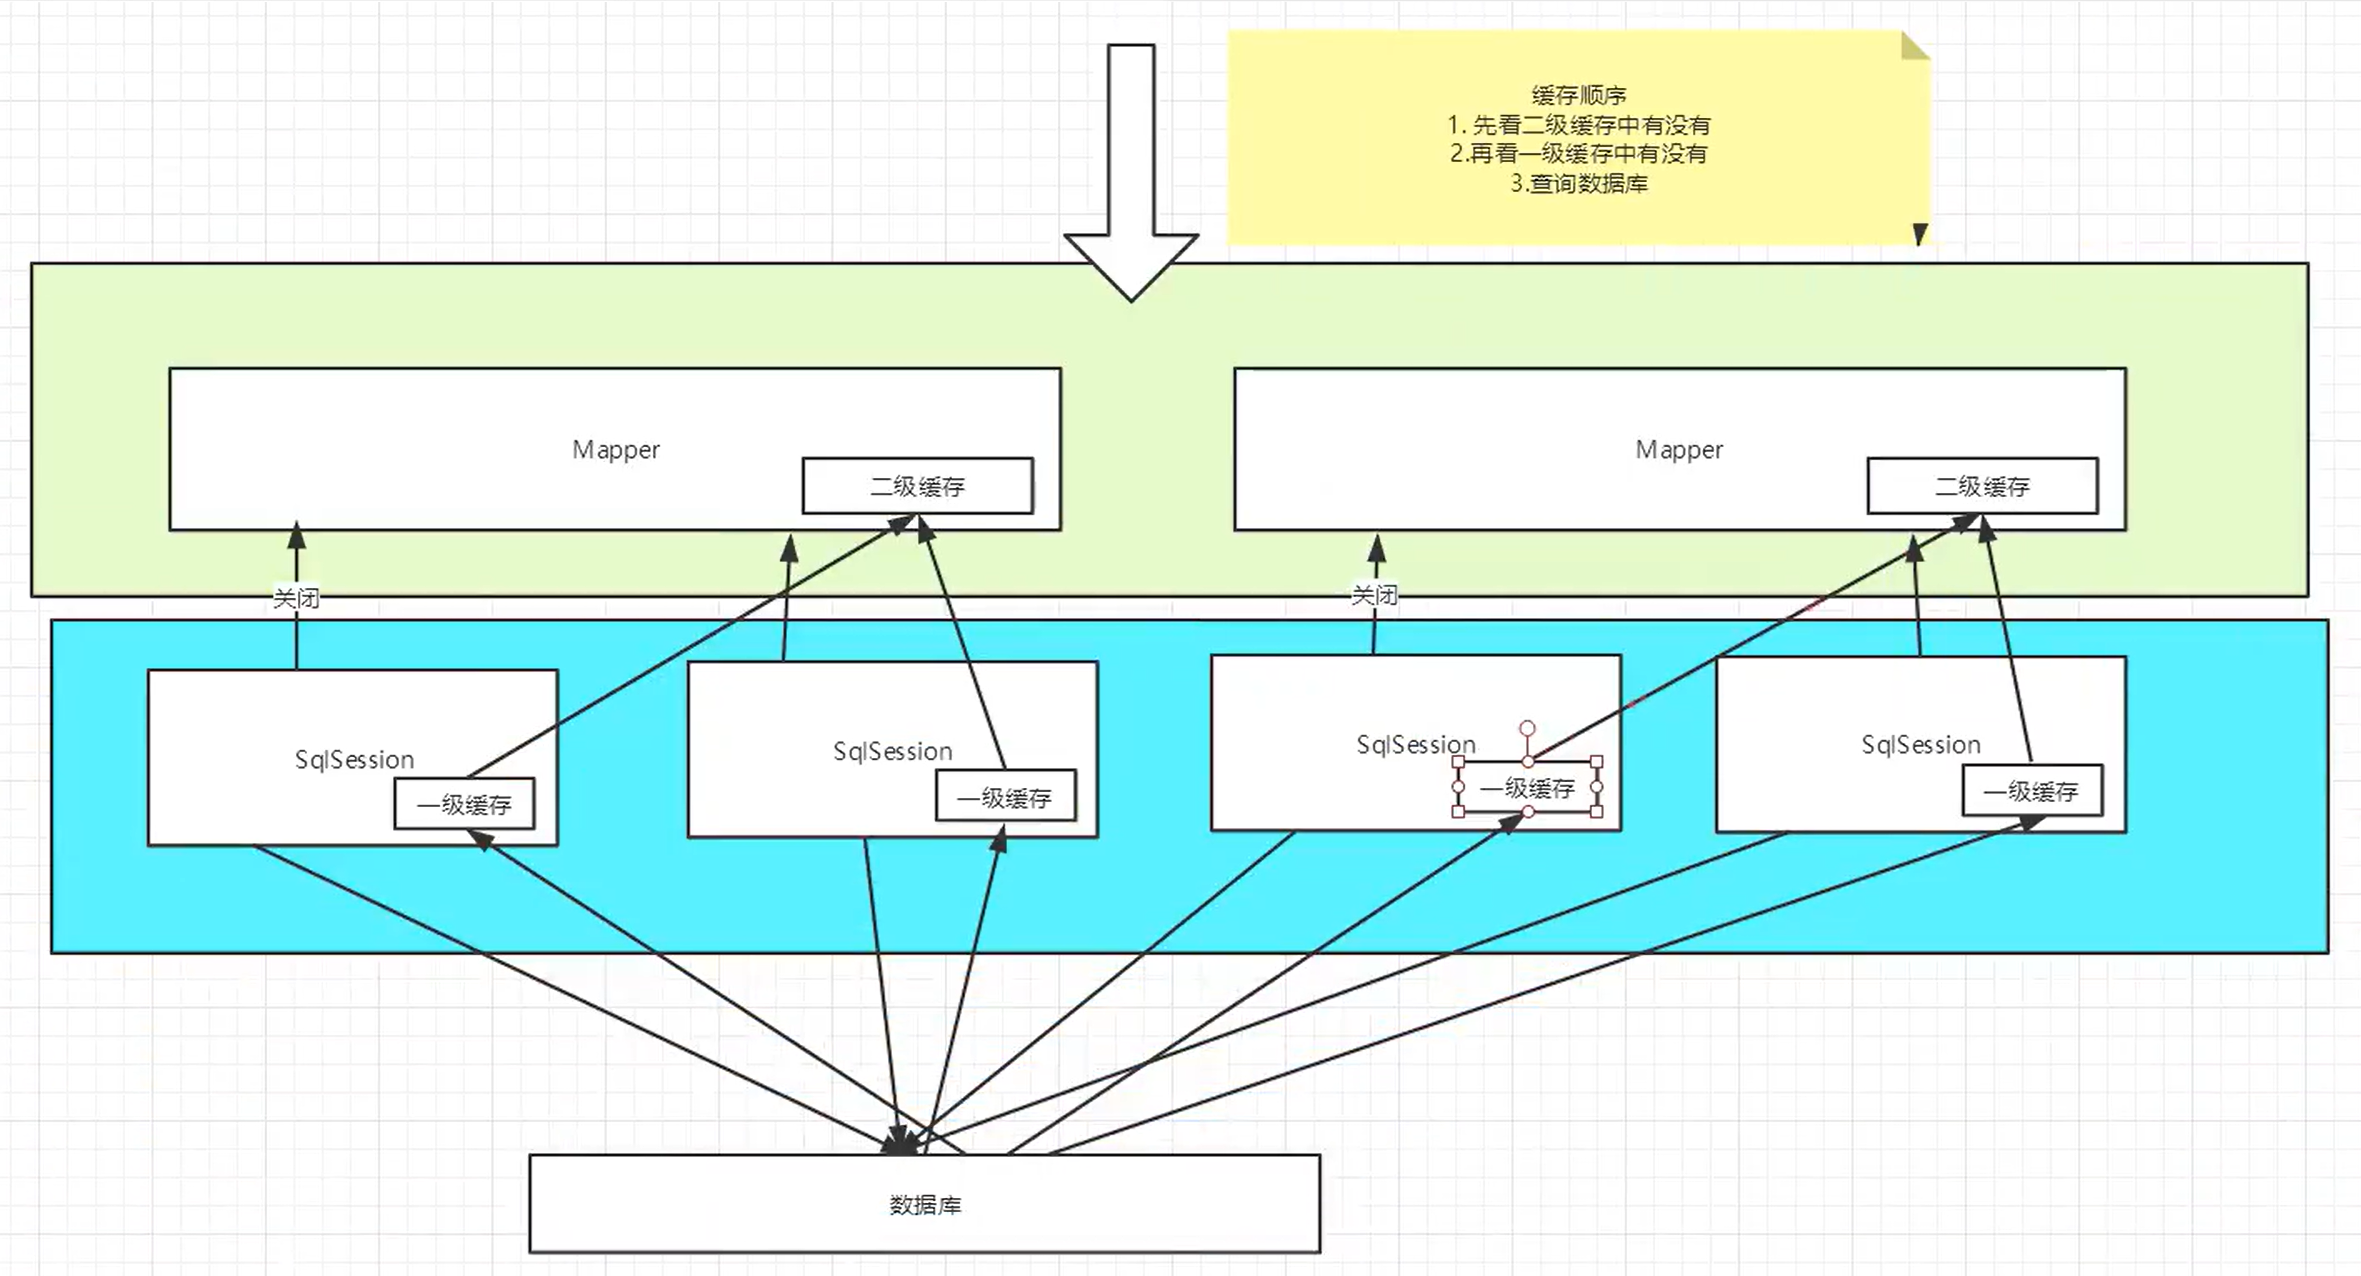 缓存顺序
1. 先看二级缓存中有没有
2.再看一级缓存中有没有
3.查询数据库
Mapper
二级缓存
Mapper
二级缓存
关闭
关闭
SqlSession
一级缓存
SqlSession
一级缓存
SqlSession
一级缓存
SqlSession
一级缓存
数据库